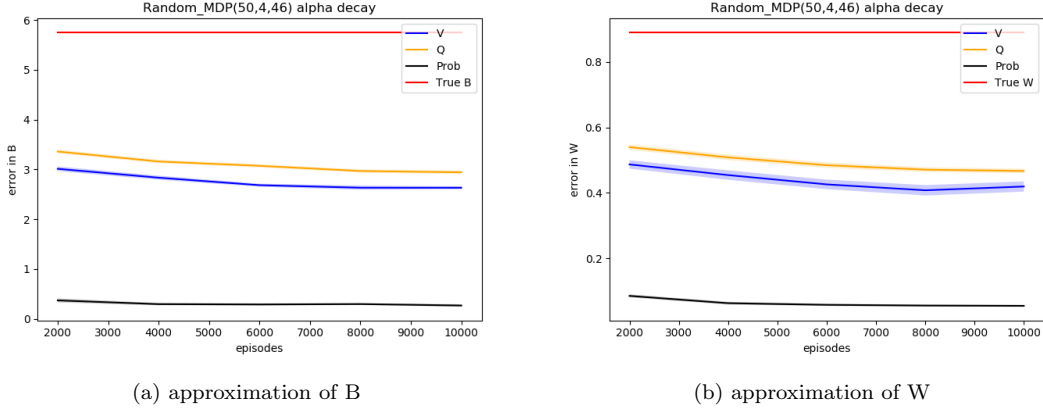 Random_MDP(50,4,46) alpha decay
6
5
4
3
2
1
0
error in B
V
Q
Prob
True B
2000 3000 4000 5000 6000 7000 8000 9000 10000
episodes
(a) approximation of B
Random_MDP(50,4,46) alpha decay
0.8
0.6
0.4
0.2
error in W
V
Q
Prob
True W
2000 3000 4000 5000 6000 7000 8000 9000 10000
episodes
(b) approximation of W